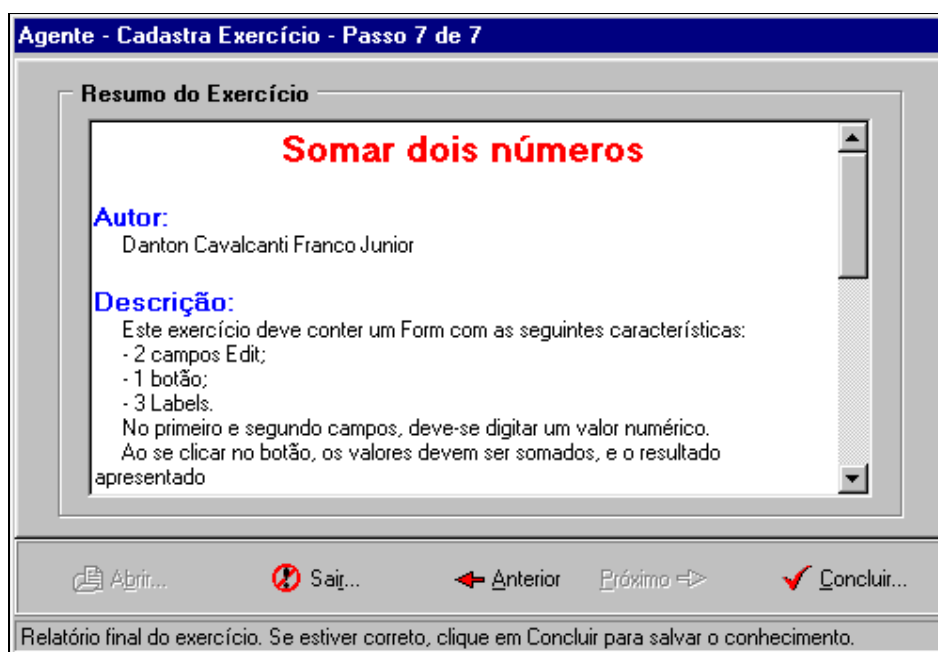 Agente - Cadastra Exercício - Passo 7 de 7
Resumo do Exercício
Somar dois números
Autor:
Danton Cavalcanti Franco Junior
Descrição:
Este exercício deve conter um Form com as seguintes características:
- 2 campos Edit;
- 1 botão;
- 3 Labels.
No primeiro e segundo campos, deve-se digitar um valor numérico.
Ao se clicar no botão, os valores devem ser somados, e o resultado
apresentado
Abrir... Sair... Anterior Próximo Concluir...
Relatório final do exercício. Se estiver correto, clique em Concluir para salvar o conhecimento.